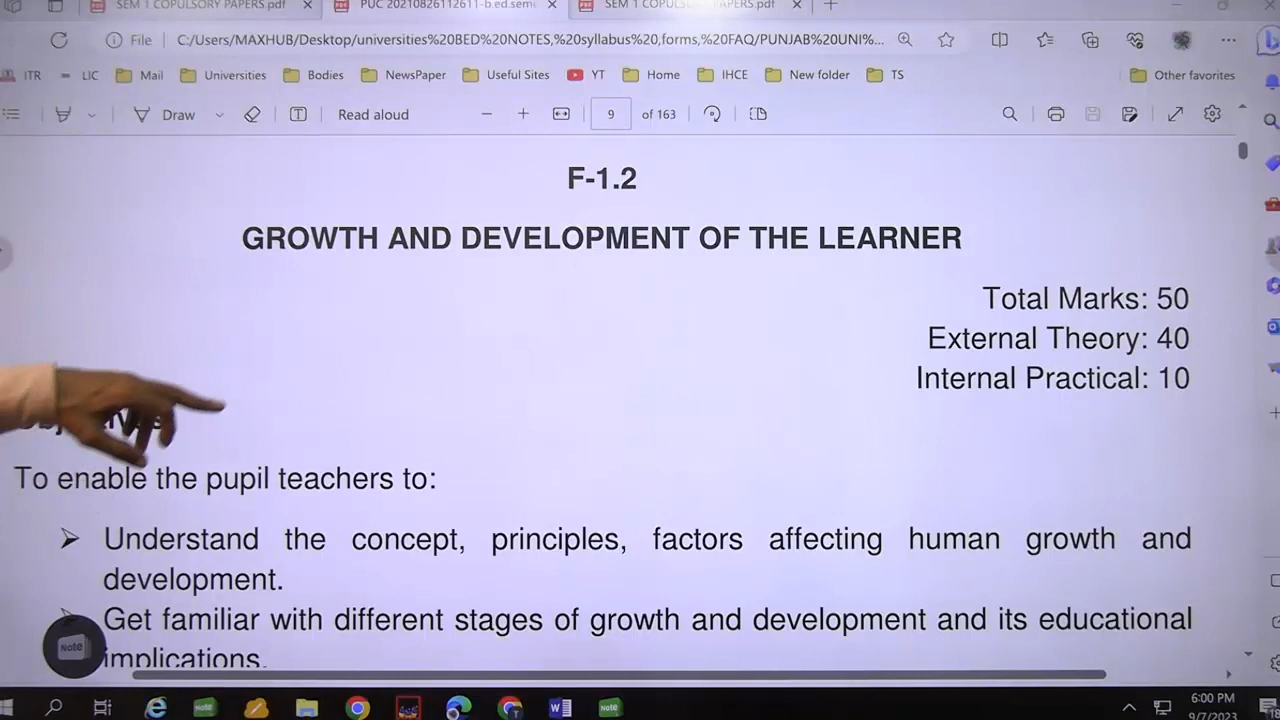 SEM 1 COPULSORY PAPERS.pdf
PUC 20210826112611-b.ed.seme
SEM 1 COPULSORY PAPERS.pdf
File
C:/Users/MAXHUB/Desktop/universities%20BED%20NOTES,%20syllabus%20,forms,%20FAQ/PUNJAB%20UNI%...
ITR
LIC
Mail
Universities
Bodies
NewsPaper
Useful Sites
YT
Home
IHCE
New folder
TS
Other favorites
Draw
Read aloud
9
of 163
F-1.2
GROWTH AND DEVELOPMENT OF THE LEARNER
Total Marks: 50
External Theory: 40
Internal Practical: 10
To enable the pupil teachers to:
Understand the concept, principles, factors affecting human growth and
development.
Get familiar with different stages of growth and development and its educational
implications.
Note
Note
Note
6:00 PM
9/7/2023